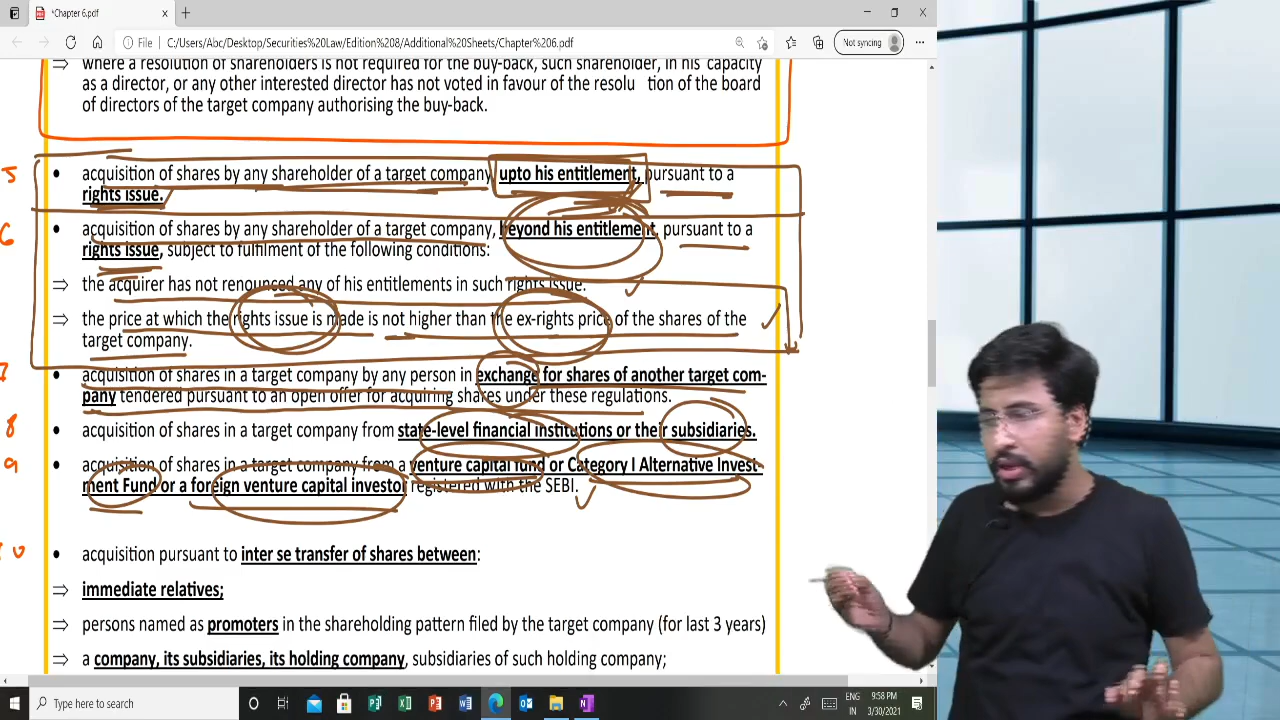 *Chapter 6.pdf
File
C:/Users/Abc/Desktop/Securities%20Law/Edition%208/Additional%20Sheets/Chapter%206.pdf
Not syncing
where a resolution of shareholders is not required for the buy-back, such shareholder, in his capacity
as a director, or any other interested director has not voted in favour of the resolu tion of the board
of directors of the target company authorising the buy-back.
5
• acquisition of shares by any shareholder of a target company upto his entitlement, pursuant to a
rights issue.
6
• acquisition of shares by any shareholder of a target company, beyond his entitlement, pursuant to a
rights issue, subject to fulfilment of the following conditions:
⇒ the acquirer has not renounced any of his entitlements in such rights issue.
⇒ the price at which the rights issue is made is not higher than the ex-rights price of the shares of the
target company.
7
• acquisition of shares in a target company by any person in exchange for shares of another target com-
pany tendered pursuant to an open offer for acquiring shares under these regulations.
8
• acquisition of shares in a target company from state-level financial institutions or their subsidiaries.
9
• acquisition of shares in a target company from a venture capital fund or Category I Alternative Invest-
ment Fund or a foreign venture capital investor registered with the SEBI.
• acquisition pursuant to inter se transfer of shares between:
⇒ immediate relatives;
⇒ persons named as promoters in the shareholding pattern filed by the target company (for last 3 years)
⇒ a company, its subsidiaries, its holding company, subsidiaries of such holding company;
Type here to search
ENG
IN
9:58 PM
3/30/2021